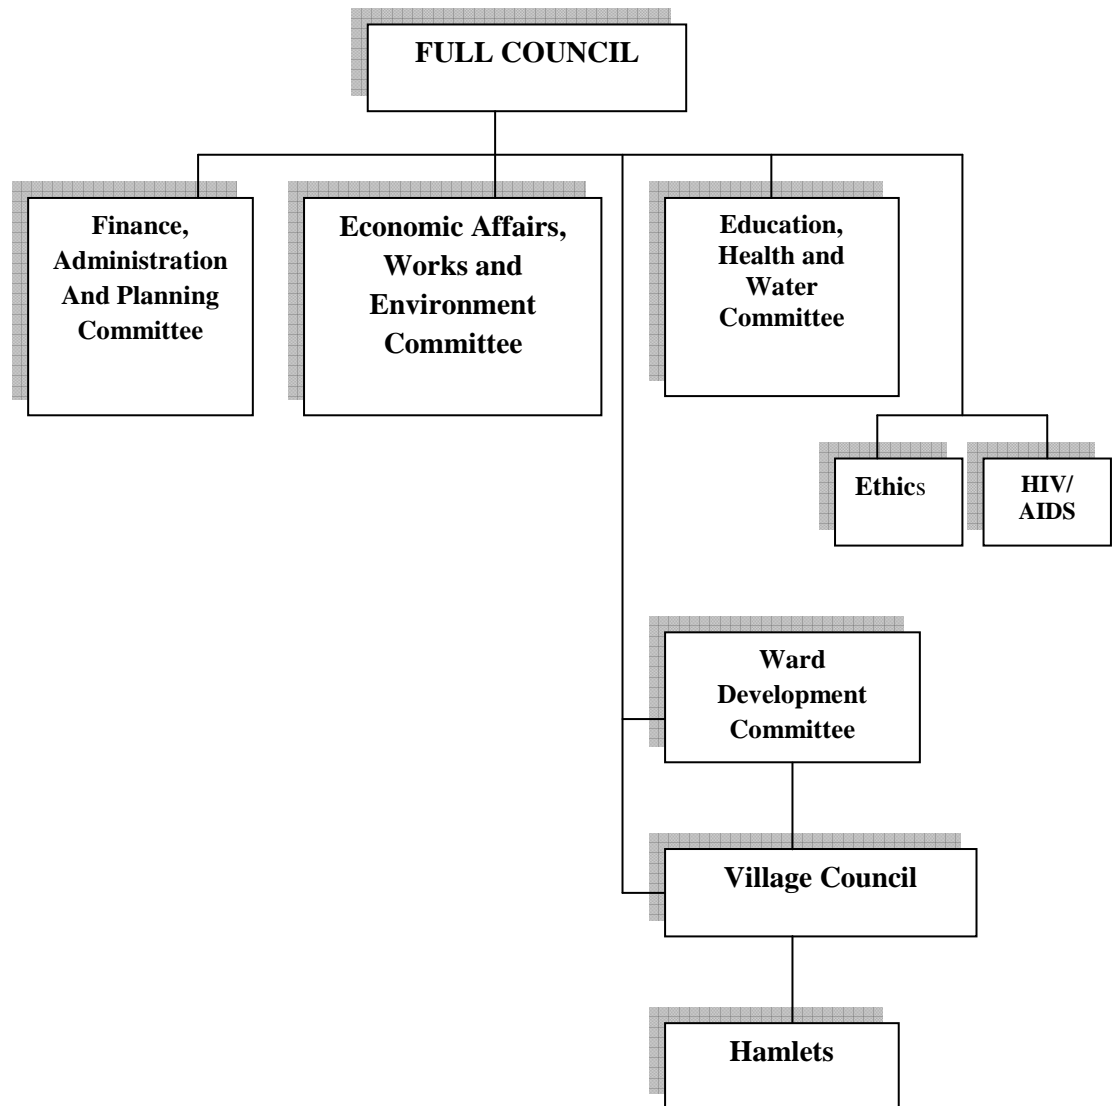 FULL COUNCIL
Finance,
Administration
And Planning
Committee
Economic Affairs,
Works and
Environment
Committee
Education,
Health and
Water
Committee
Ethics
HIV/
AIDS
Ward
Development
Committee
Village Council
Hamlets